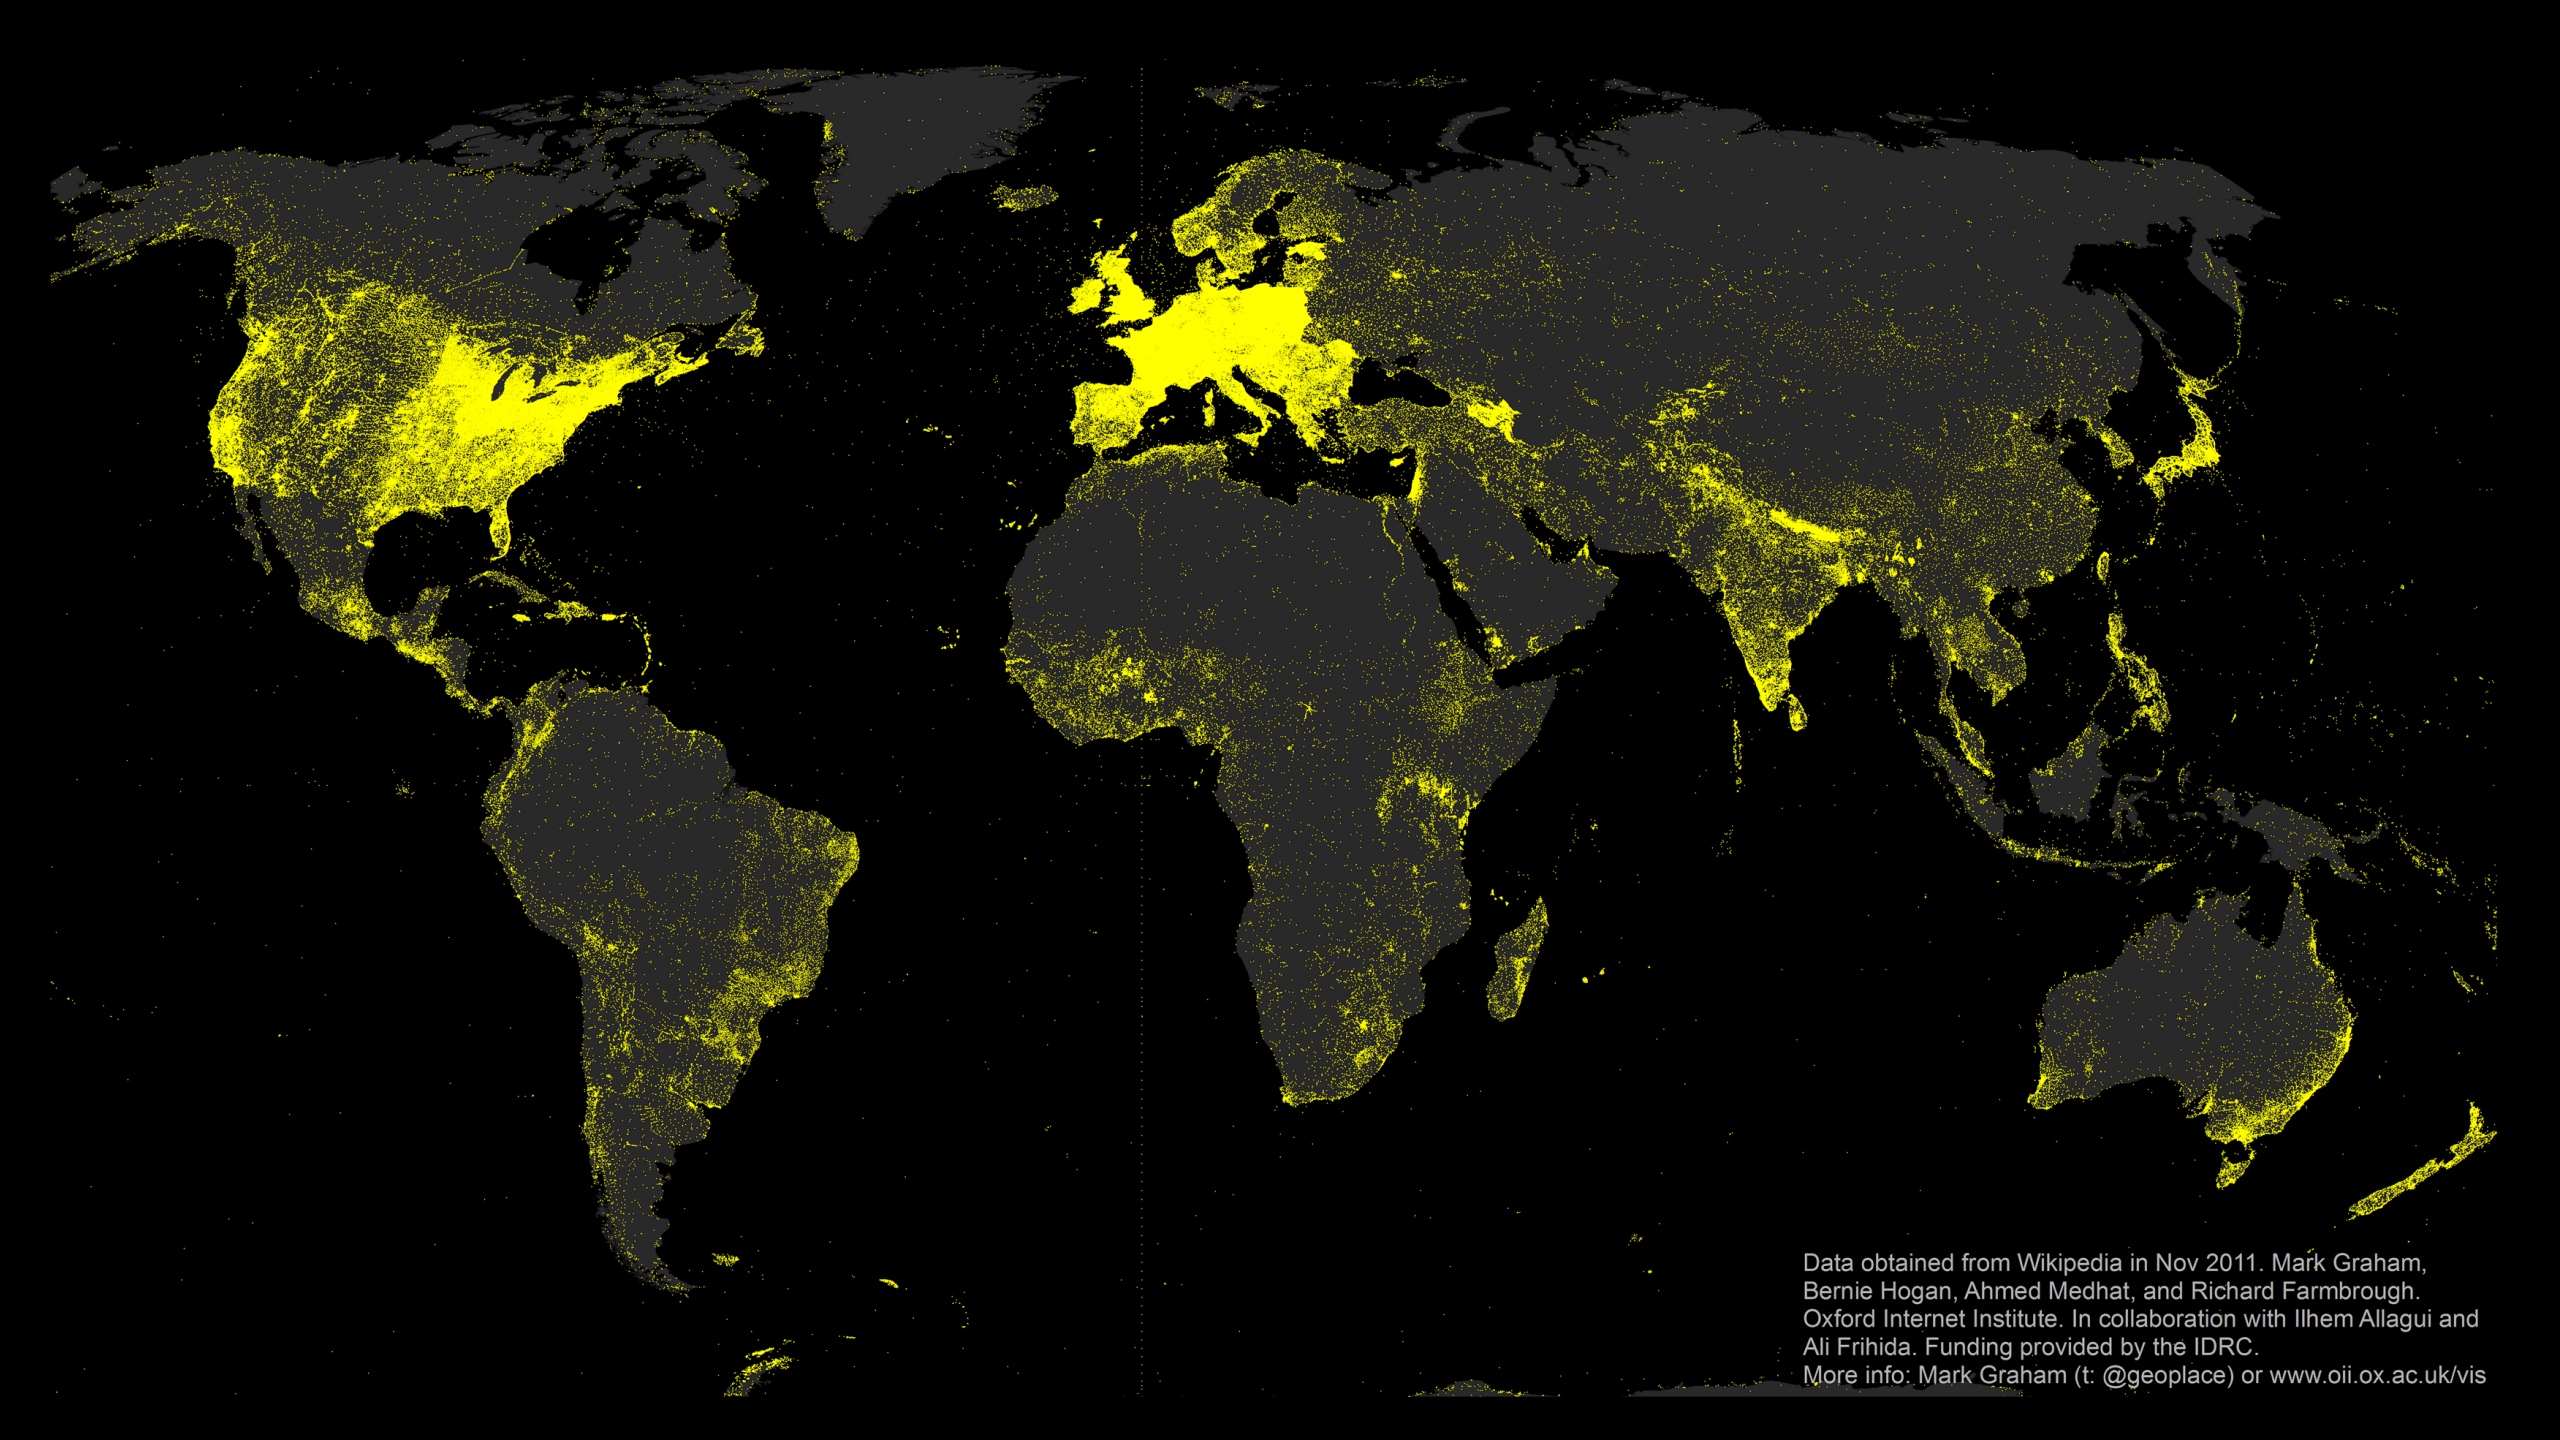 Data obtained from Wikipedia in Nov 2011. Mark Graham,
Bernie Hogan, Ahmed Medhat, and Richard Farmbrough.
Oxford Internet Institute. In collaboration with Ilhem Allagui and
Ali Frihida. Funding provided by the IDRC.
More info: Mark Graham (t: @geoplace) or www.oii.ox.ac.uk/vis